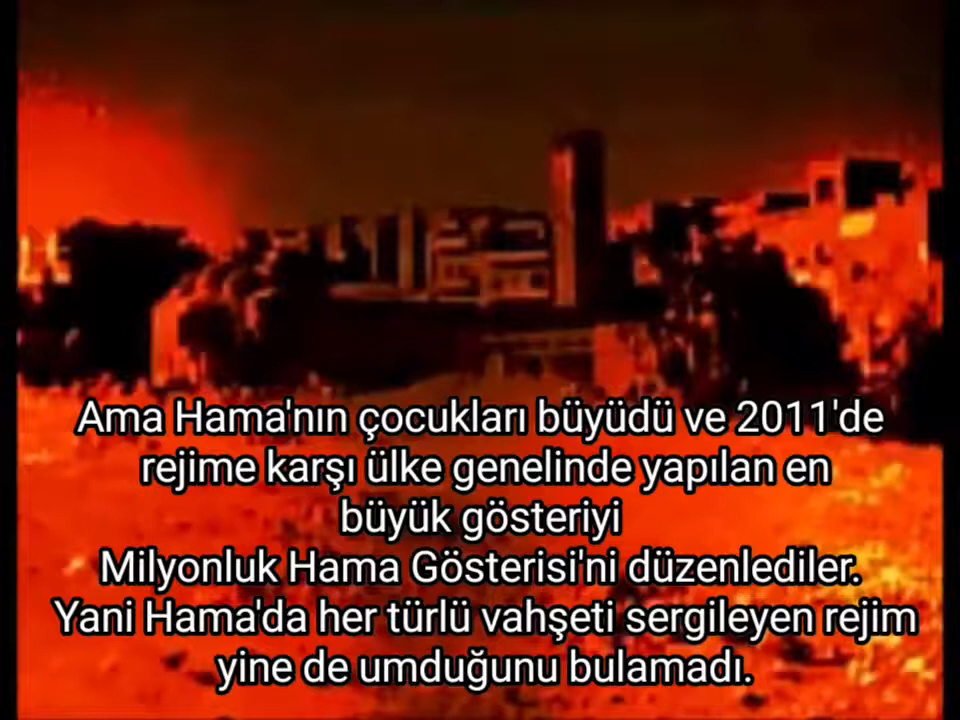 Ama Hama'nın çocukları büyüdü ve 2011'de
rejime karşı ülke genelinde yapılan en
büyük gösteriyi
Milyonluk Hama Gösterisi'ni düzenlediler.
Yani Hama'da her türlü vahşeti sergileyen rejim
yine de umduğunu bulamadı.